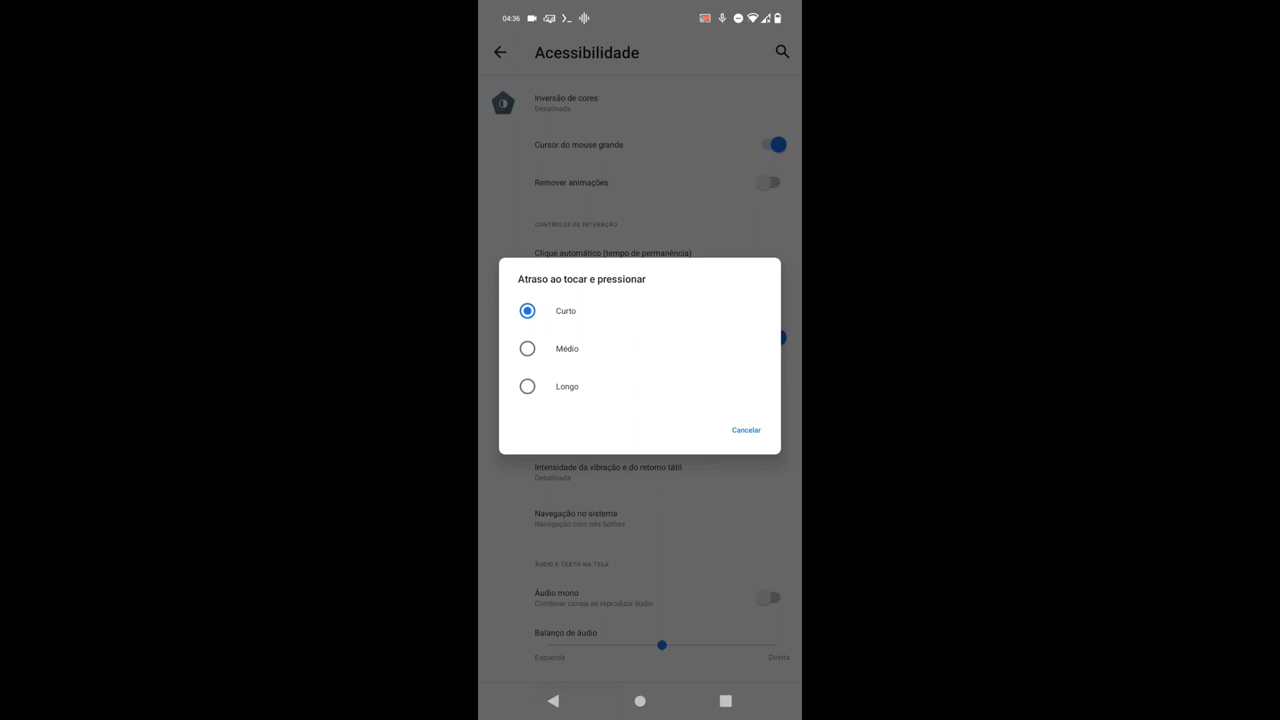 04:36
Acessibilidade
Inversão de cores
Desativada
Cursor do mouse grande
Remover animações
CONTROLES DE INTERAÇÃO
Clique automático (tempo de permanência)
Atraso ao tocar e pressionar
Curto
Médio
Longo
Cancelar
Intensidade da vibração e do retorno tátil
Desativada
Navegação no sistema
Navegação com três botões
ÁUDIO E TEXTO NA TELA
Áudio mono
Combinar canais ao reproduzir áudio
Balanço de áudio
Esquerda Direita